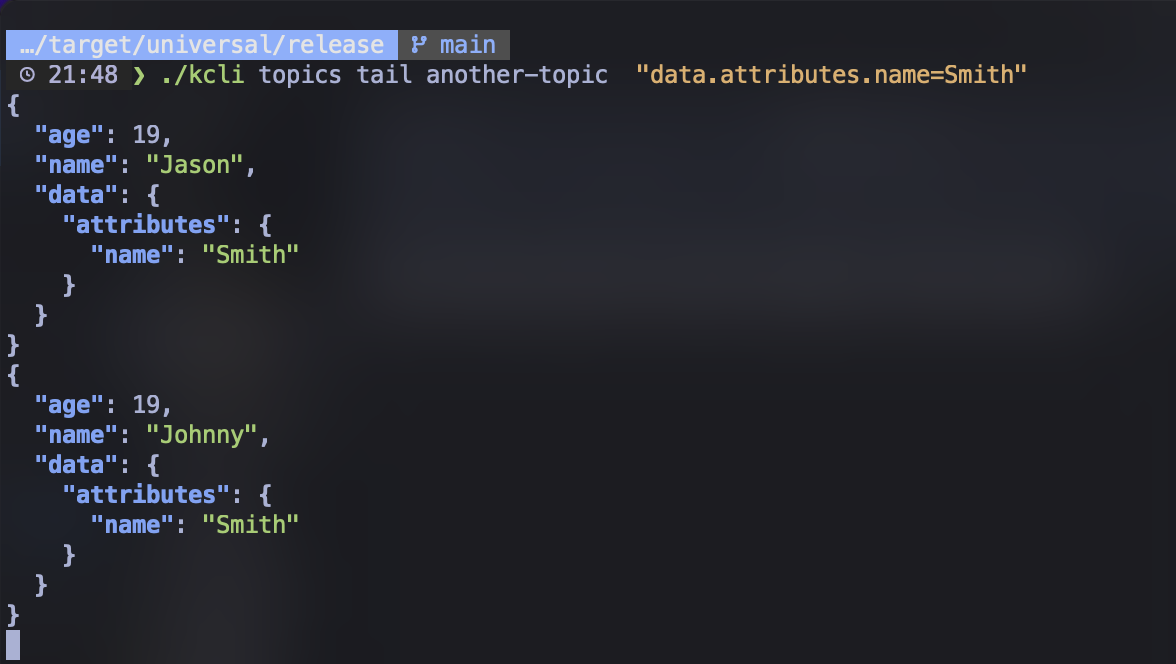 …/target/universal/release main
21:48 ❯ ./kcli topics tail another-topic  "data.attributes.name=Smith"
{
  "age": 19,
  "name": "Jason",
  "data": {
    "attributes": {
      "name": "Smith"
    }
  }
}
{
  "age": 19,
  "name": "Johnny",
  "data": {
    "attributes": {
      "name": "Smith"
    }
  }
}